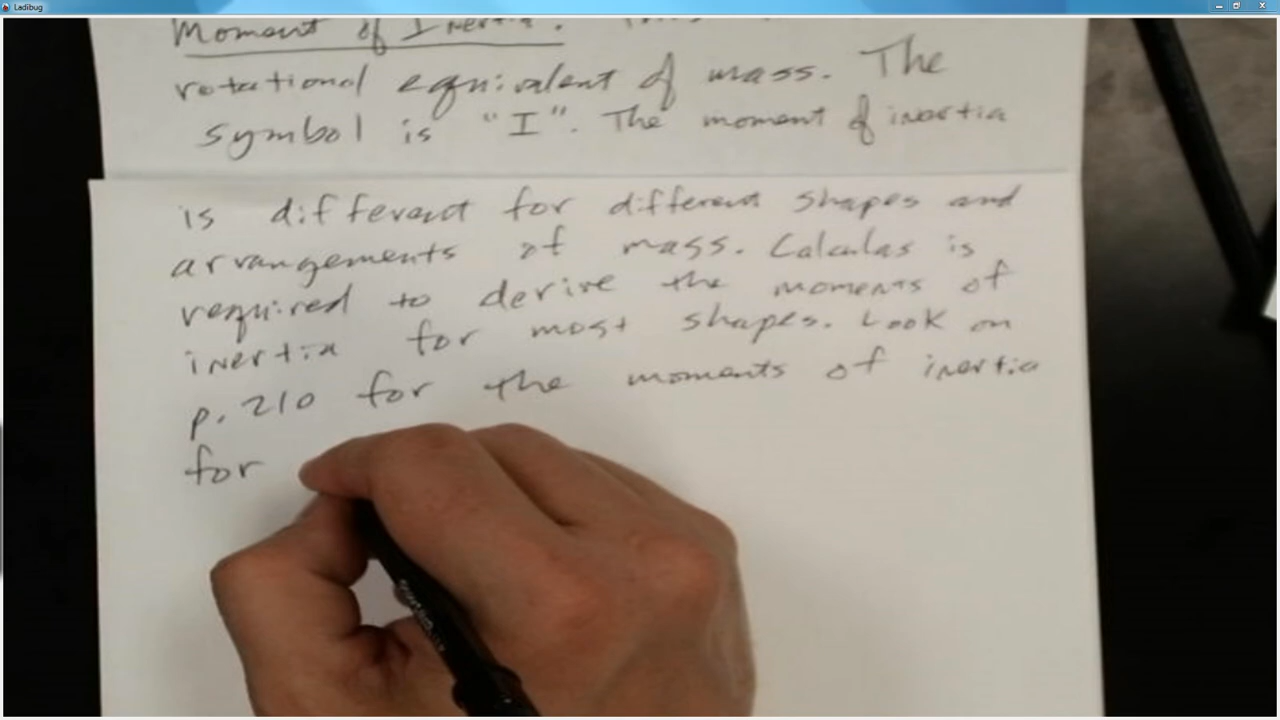 Ladibug
Moment of Inertia.
rotational equivalent of mass. The
symbol is "I". The moment of inertia
is different for different shapes and
arrangements of mass. Calculas is
required to derive the moments of
inertia for most shapes. Look on
p. 210 for the moments of inertia
for